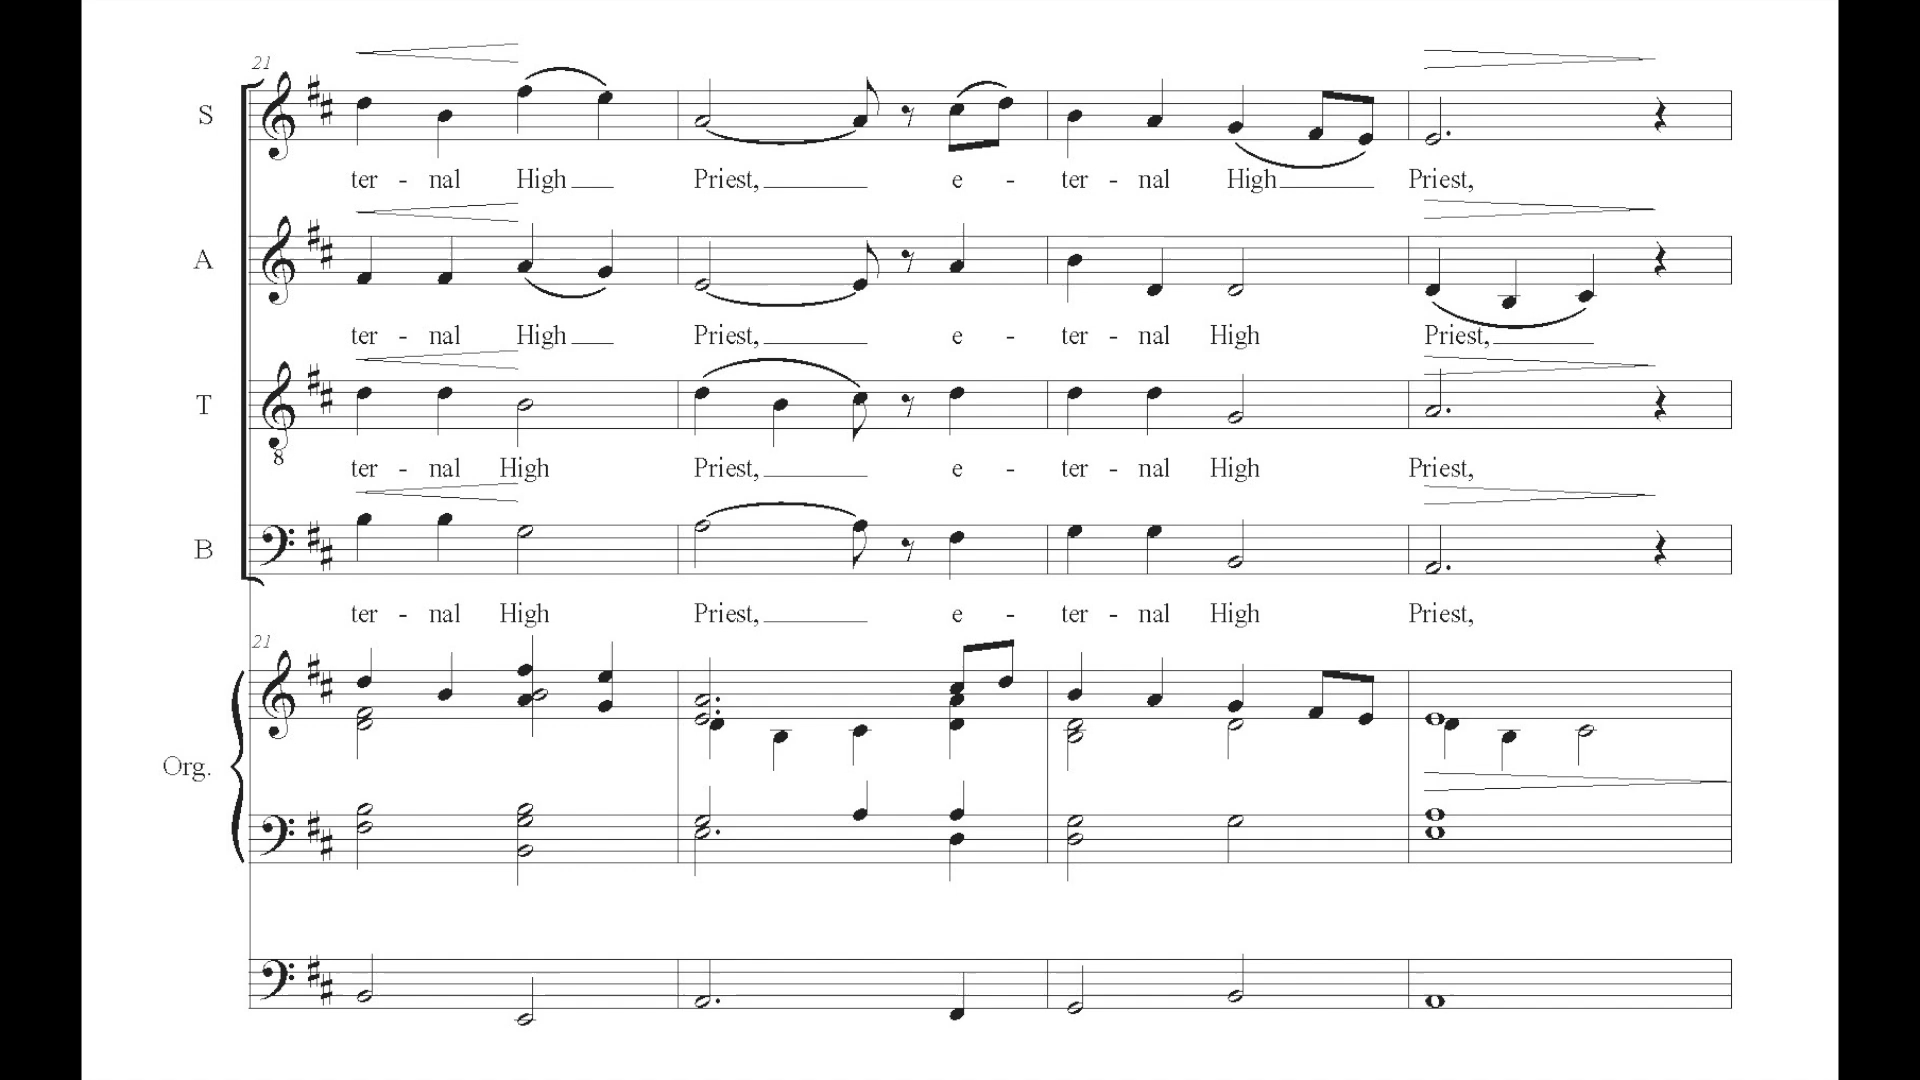 21
S
ter - nal High Priest, e - ter - nal High Priest,
A
ter - nal High Priest, e - ter - nal High Priest,
T
8
ter - nal High Priest, e - ter - nal High Priest,
B
ter - nal High Priest, e - ter - nal High Priest,
21
Org.